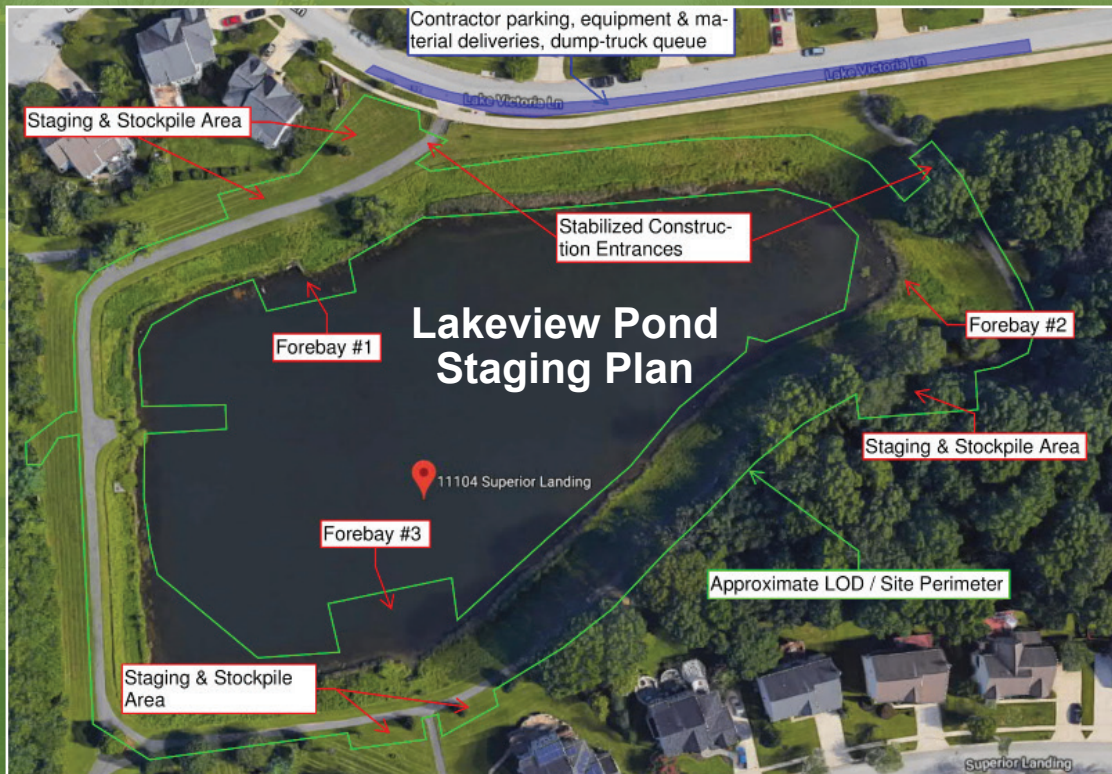 Contractor parking, equipment & ma-
terial deliveries, dump-truck queue
Lake Victoria Ln
Lake Victoria Ln
Staging & Stockpile Area
Stabilized Construc-
tion Entrances
Lakeview Pond
Staging Plan
Forebay #1
Forebay #2
Staging & Stockpile Area
11104 Superior Landing
Forebay #3
Approximate LOD / Site Perimeter
Staging & Stockpile
Area
Superior Landing